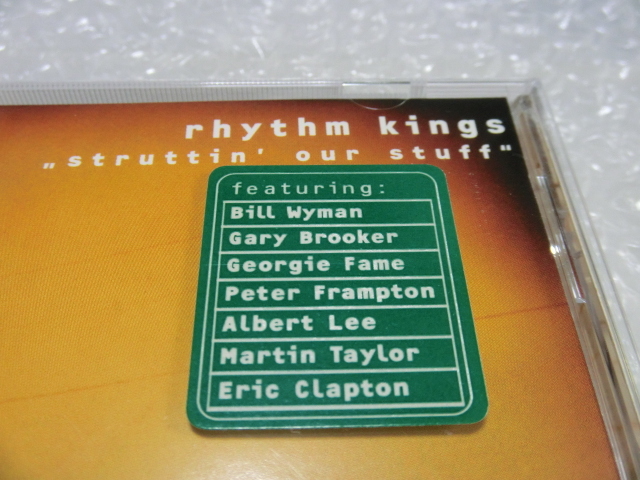 rhythm kings
„struttin' our stuff"
featuring:
Bill Wyman
Gary Brooker
Georgie Fame
Peter Frampton
Albert Lee
Martin Taylor
Eric Clapton